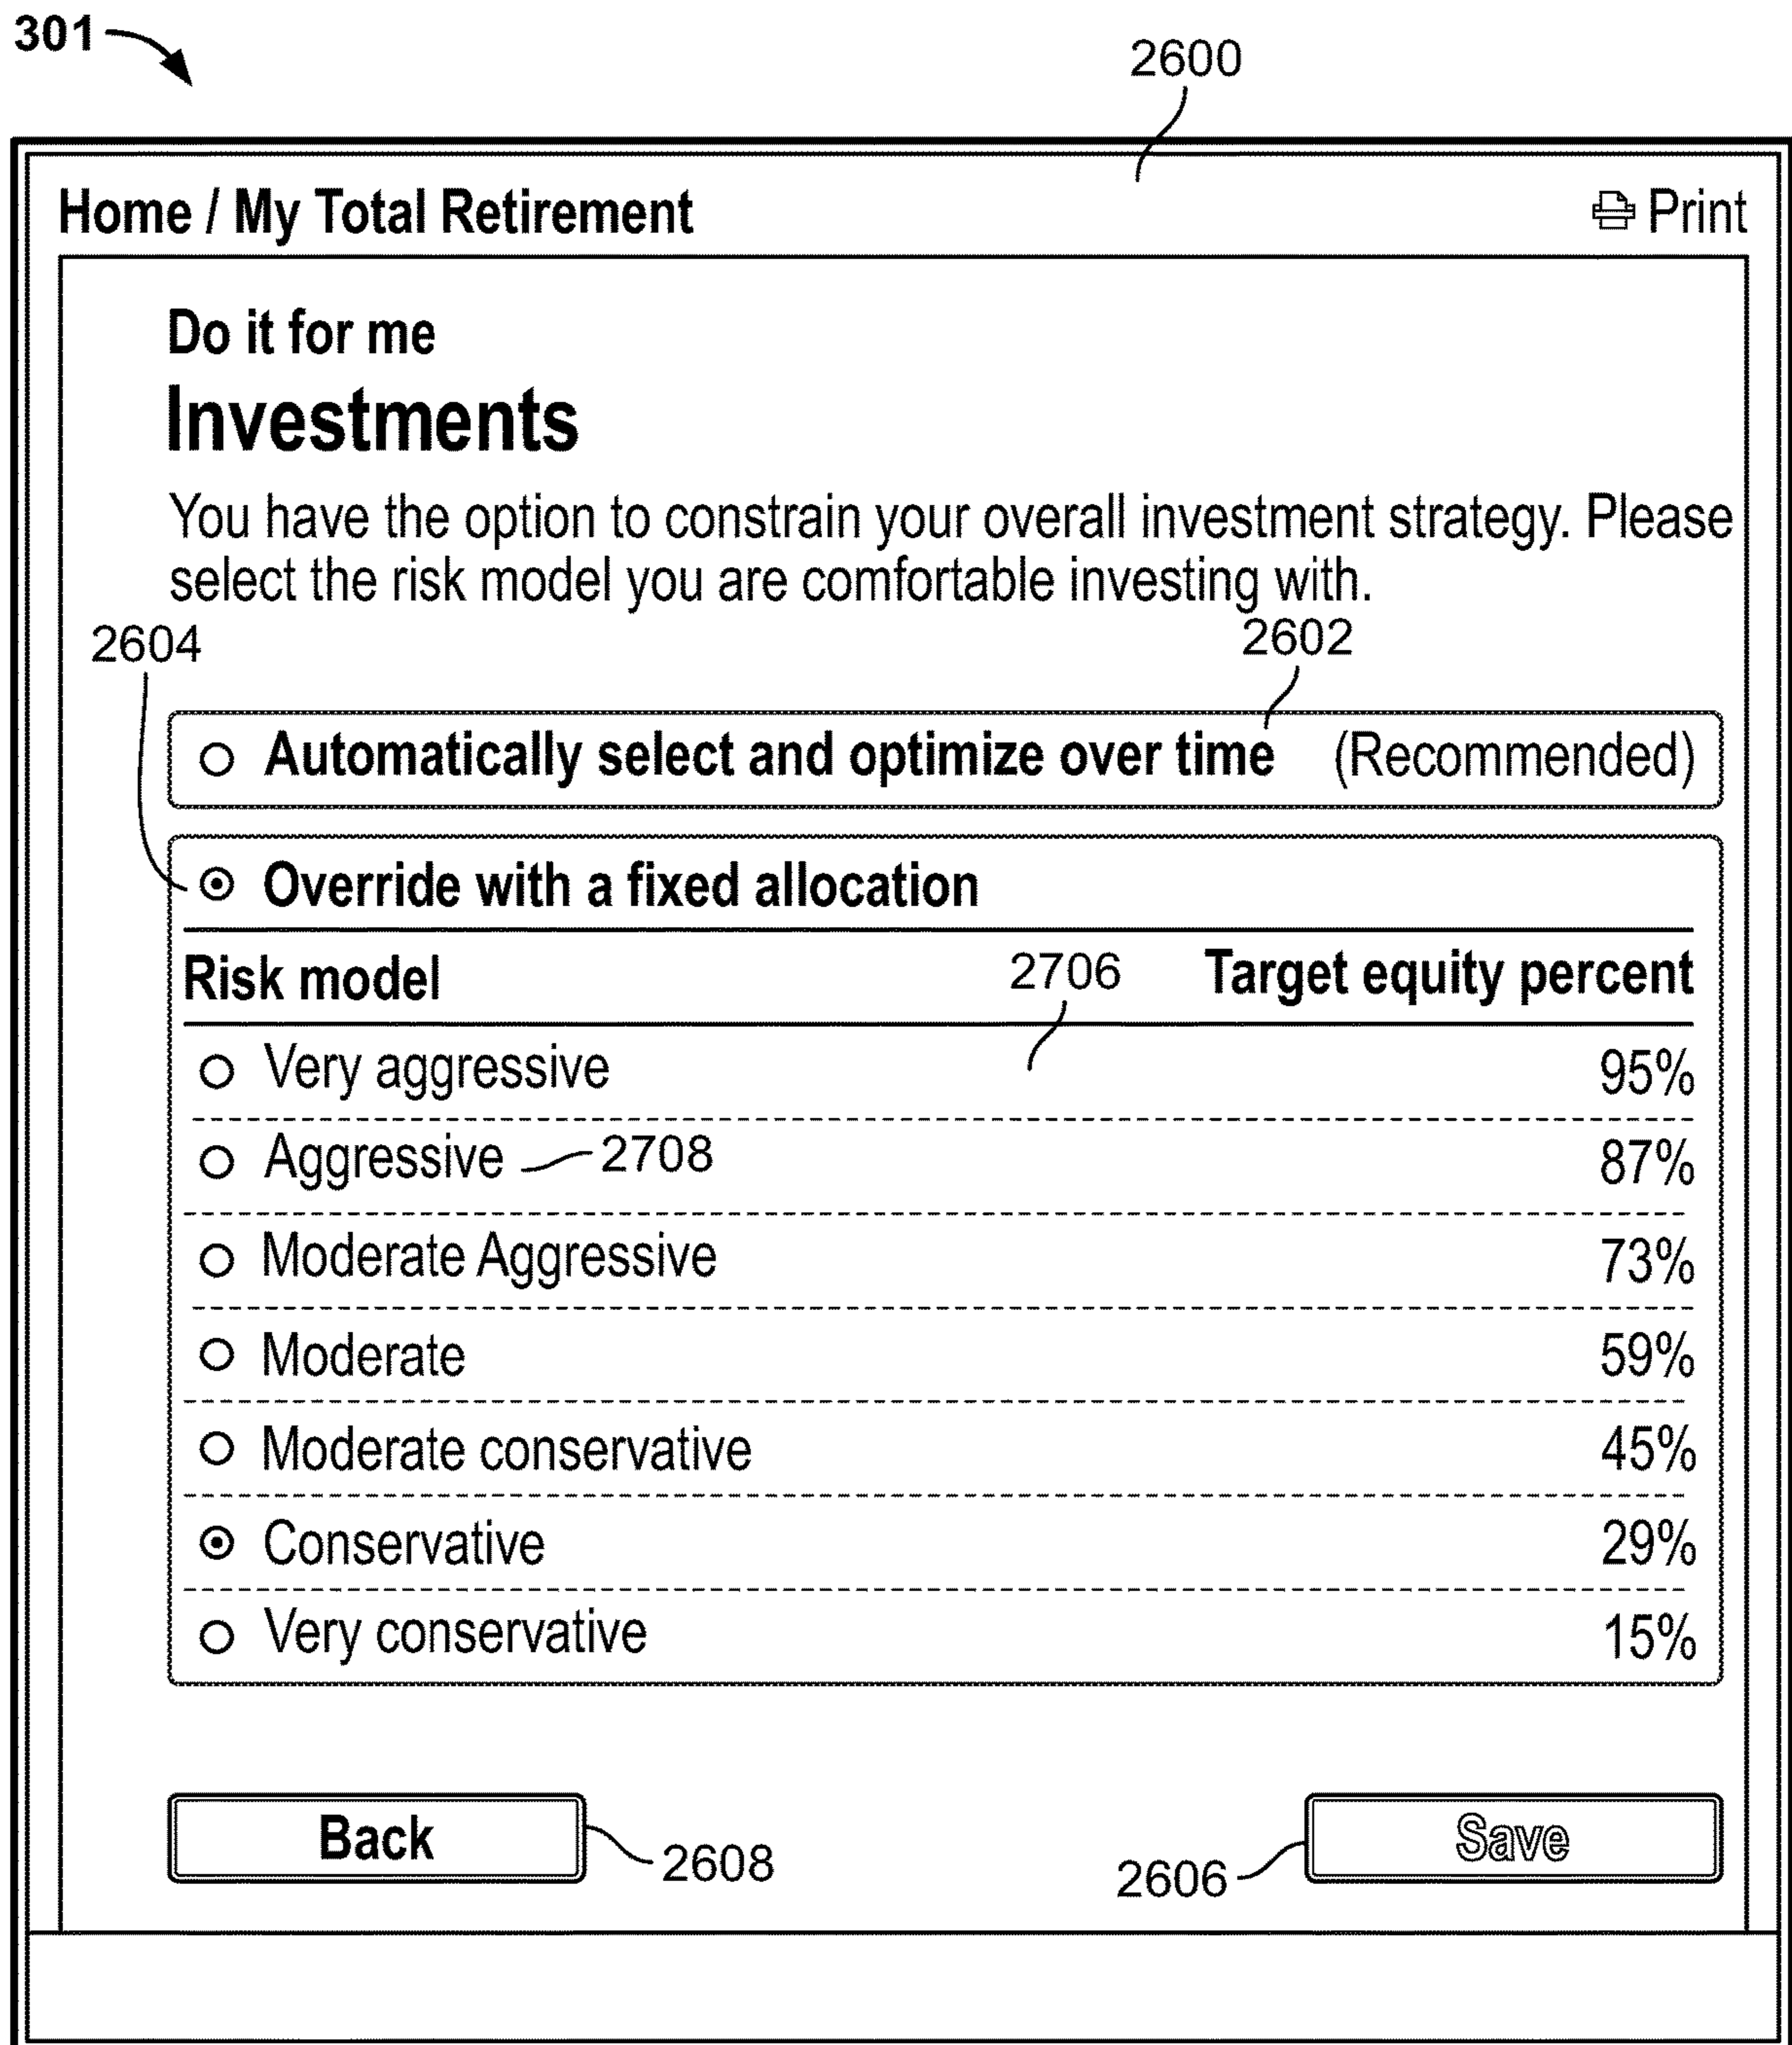 301
2600
Home / My Total Retirement
Print
Do it for me
Investments
You have the option to constrain your overall investment strategy. Please
select the risk model you are comfortable investing with.
2604
2602
Automatically select and optimize over time (Recommended)
Override with a fixed allocation
Risk model 2706 Target equity percent
Very aggressive 95%
Aggressive 2708 87%
Moderate Aggressive 73%
Moderate 59%
Moderate conservative 45%
Conservative 29%
Very conservative 15%
Back 2608 2606 Save